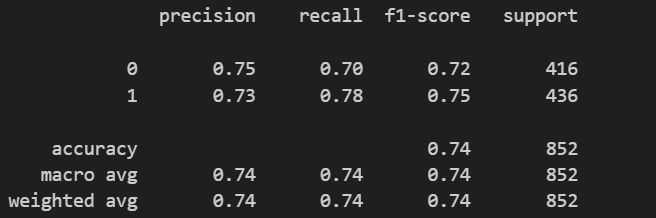 precision recall f1-score support
0 0.75 0.70 0.72 416
1 0.73 0.78 0.75 436
accuracy 0.74 852
macro avg 0.74 0.74 0.74 852
weighted avg 0.74 0.74 0.74 852